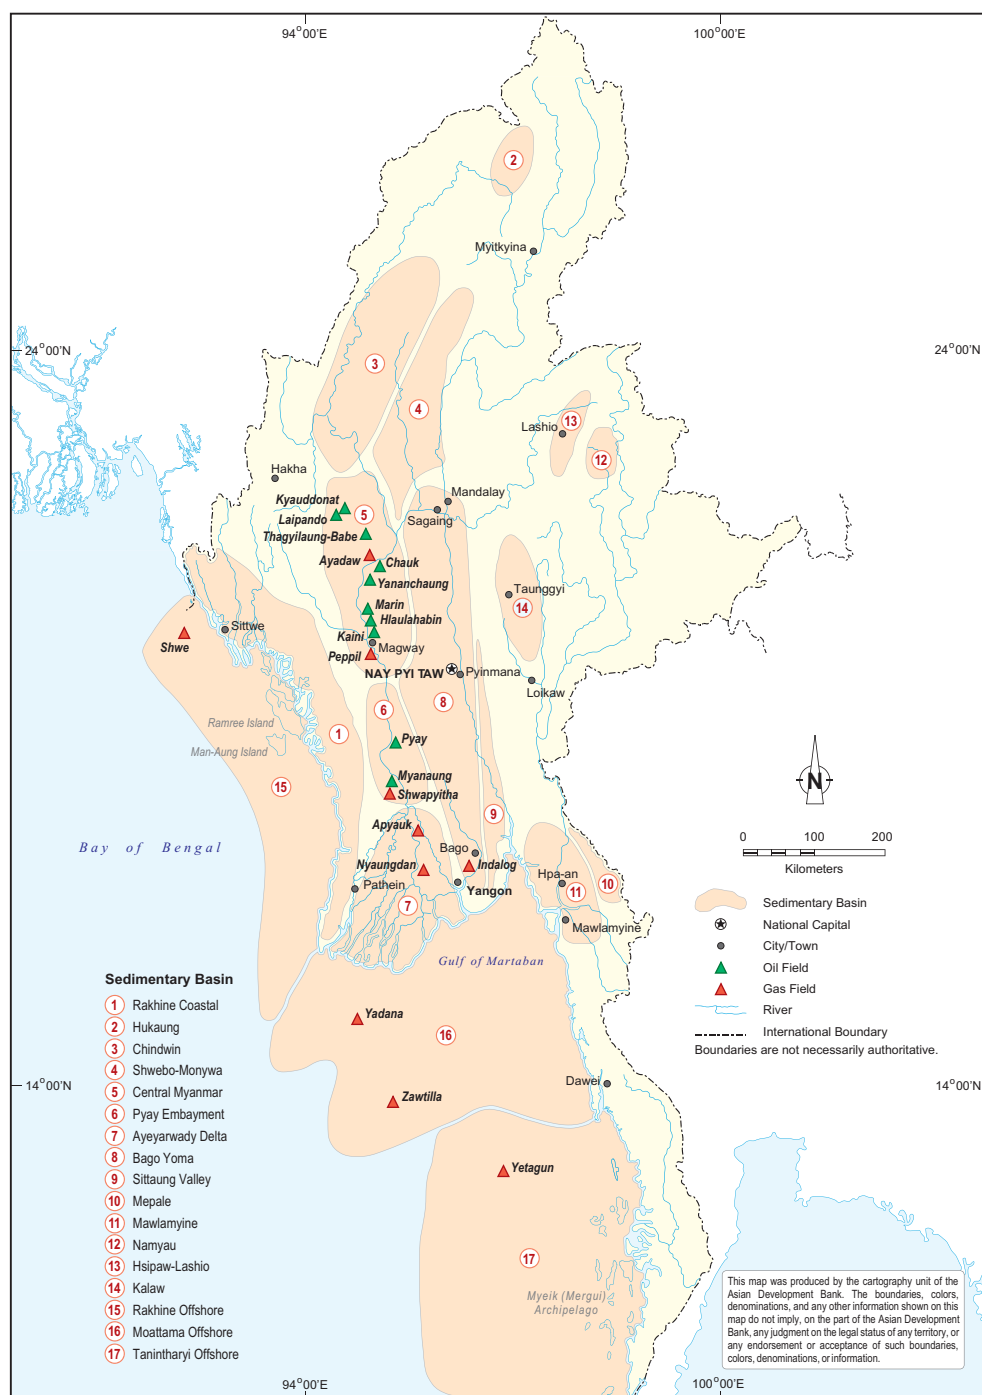 94°00'E
100°00'E
2
Myitkyina
24°00'N
24°00'N
3
4
13
Lashio
12
Hakha
Mandalay
Kyauddonat
5
Sagaing
Laipando
Thagyilaung-Babe
Ayadaw
Chauk
Yananchaung
Taunggyi
14
Marin
Hlaulahabin
Sittwe
Kaini
Magway
Shwe
Peppil
NAY PYI TAW
Pyinmana
Loikaw
6
8
Ramree Island
1
Pyay
Man-Aung Island
15
Myanaung
Shwapyitha
N
9
Apyauk
0 100 200
Kilometers
Bay of Bengal
Bago
Nyaungdan
Indalog
Hpa-an
10
Pathein
Yangon
11
7
Mawlamyine
Gulf of Martaban
Sedimentary Basin
National Capital
City/Town
Oil Field
Gas Field
River
International Boundary
Boundaries are not necessarily authoritative.
Yadana
16
14°00'N
Dawei
14°00'N
Zawtilla
Yetagun
17
Myeik (Mergui)
Archipelago
Sedimentary Basin
1 Rakhine Coastal
2 Hukaung
3 Chindwin
4 Shwebo-Monywa
5 Central Myanmar
6 Pyay Embayment
7 Ayeyarwady Delta
8 Bago Yoma
9 Sittaung Valley
10 Mepale
11 Mawlamyine
12 Namyau
13 Hsipaw-Lashio
14 Kalaw
15 Rakhine Offshore
16 Moattama Offshore
17 Tanintharyi Offshore
This map was produced by the cartography unit of the
Asian Development Bank. The boundaries, colors,
denominations, and any other information shown on this
map do not imply, on the part of the Asian Development
Bank, any judgment on the legal status of any territory, or
any endorsement or acceptance of such boundaries,
colors, denominations, or information.
94°00'E
100°00'E